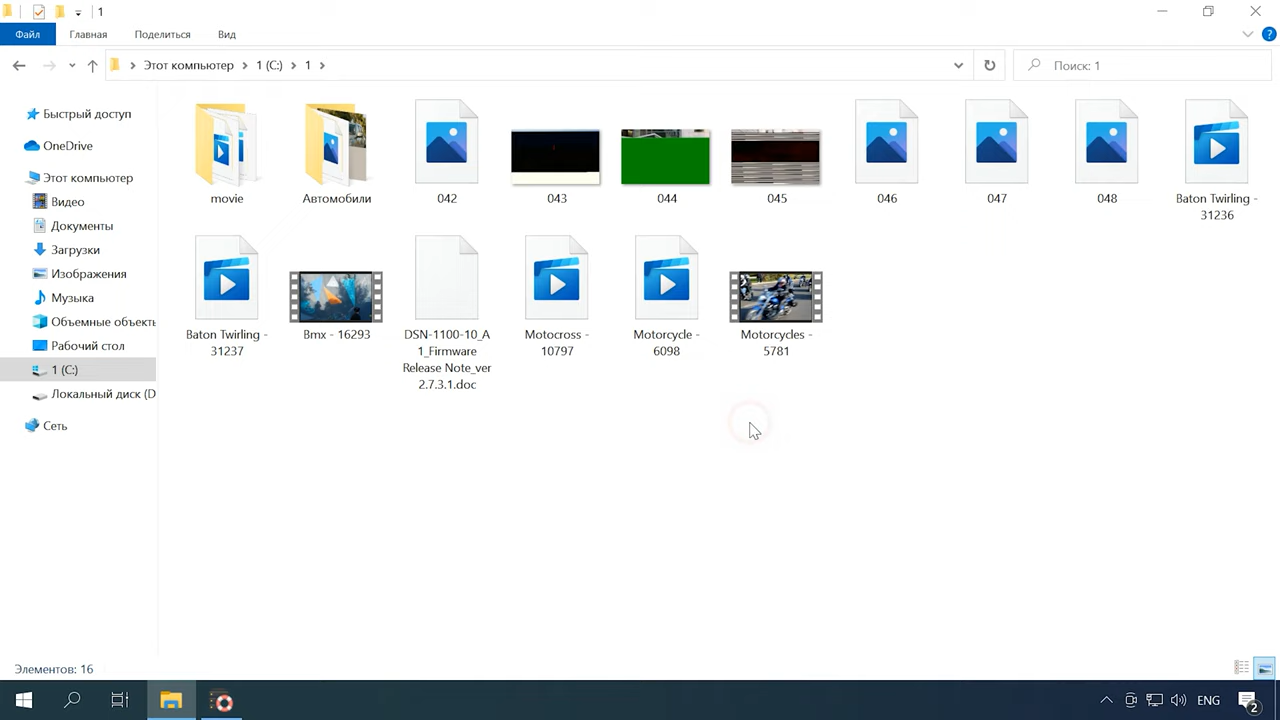 1
Файл
Главная
Поделиться
Вид
Этот компьютер
1 (C:)
1
Поиск: 1
Быстрый доступ
OneDrive
Этот компьютер
Видео
Документы
Загрузки
Изображения
Музыка
Объемные объекть
Рабочий стол
1 (C:)
Локальный диск (D
Сеть
movie
Автомобили
042
043
044
045
046
047
048
Baton Twirling -
31236
Baton Twirling -
31237
Bmx - 16293
DSN-1100-10_A
1_Firmware
Release Note_ver
2.7.3.1.doc
Motocross -
10797
Motorcycle -
6098
Motorcycles -
5781
Элементов: 16
ENG
2